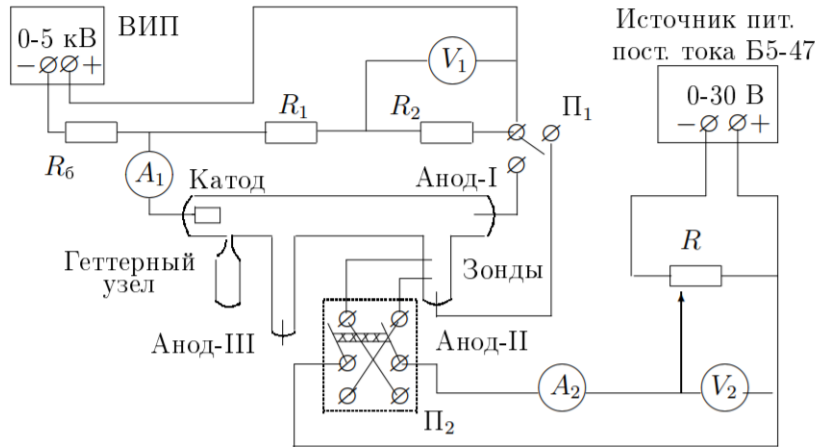 ВИП
0-5 кВ
− +
V₁
Источник пит.
пост. тока Б5-47
0-30 В
− +
R₁
R₂
П₁
Rб
A₁
Катод
Анод-I
R
Геттерный
узел
Зонды
Анод-III
Анод-II
A₂
V₂
П₂